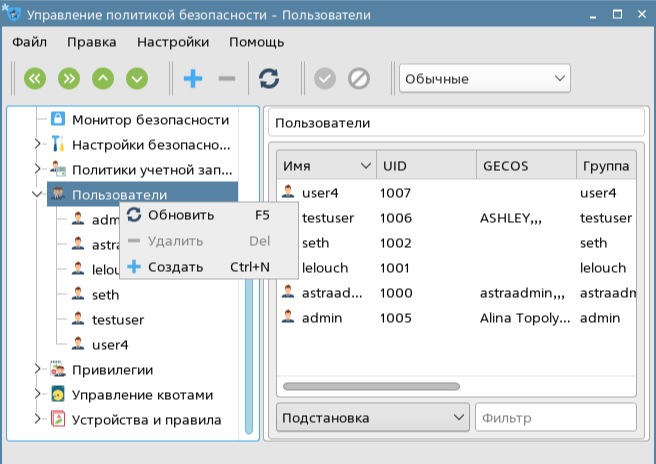 Управление политикой безопасности - Пользователи
Файл Правка Настройки Помощь
Обычные
Монитор безопасности
Настройки безопасно...
Политики учетной зап...
Пользователи
adm
astra
lelou
seth
testuser
user4
Привилегии
Управление квотами
Устройства и правила
Обновить F5
Удалить Del
Создать Ctrl+N
Пользователи
Имя UID GECOS Группа
user4 1007 user4
testuser 1006 ASHLEY,,, testuser
seth 1002 seth
lelouch 1001 lelouch
astraad... 1000 astraadmin,,, astraadm
admin 1005 Alina Topoly... admin
Подстановка Фильтр